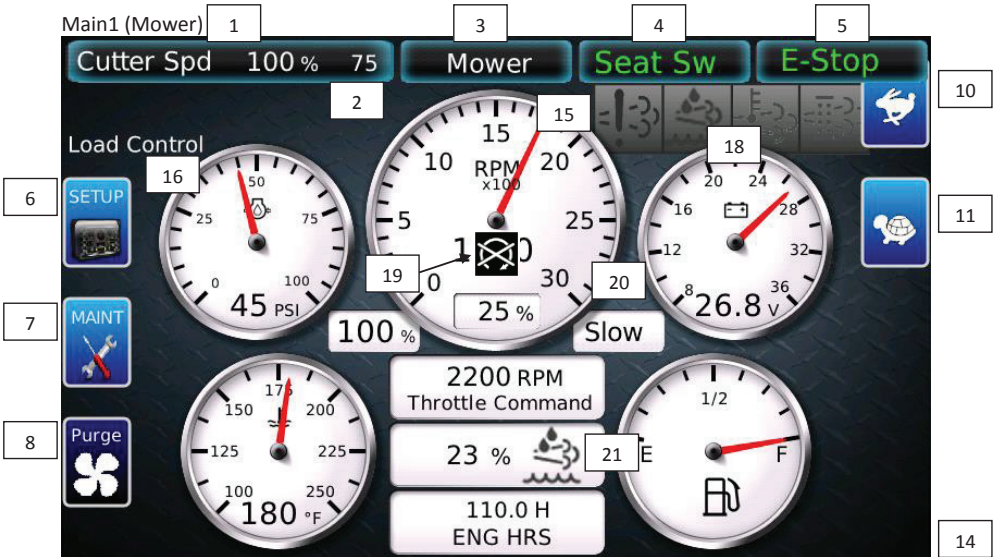 Main1 (Mower)
1
3
4
5
Cutter Spd 100 % 75
Mower
Seat Sw
E-Stop
2
10
Load Control
15
16
18
6
SETUP
0 25 50 75 100
45 PSI
0 5 10 15 20 25 30
RPM
x100
1 0
25 %
8 12 16 20 24 28 32 36
26.8 V
11
19
20
7
MAINT
100 %
Slow
8
Purge
100 125 150 175 200 225 250
180 °F
2200 RPM
Throttle Command
23 %
21
110.0 H
ENG HRS
1/2
E F
14